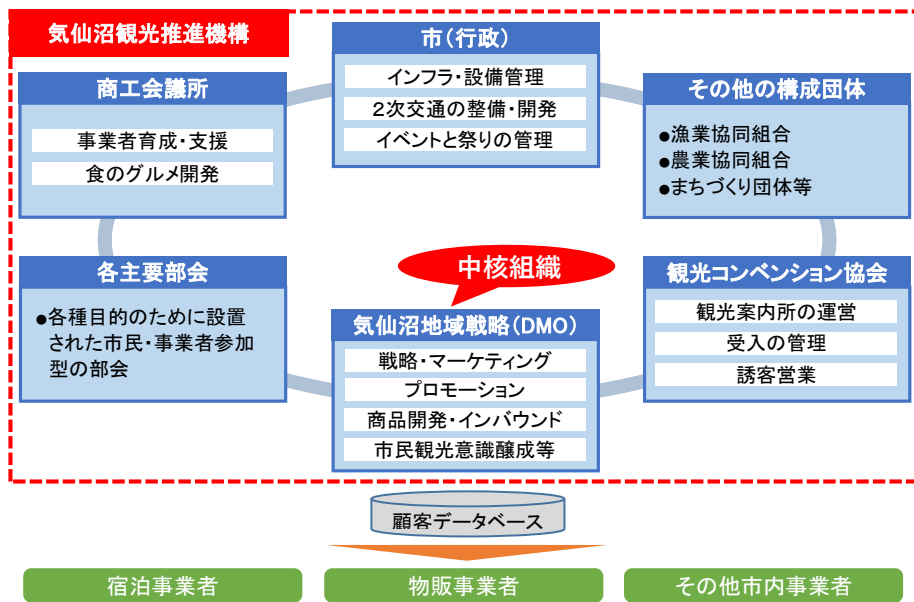 気仙沼観光推進機構
市(行政)
インフラ・設備管理
2次交通の整備・開発
イベントと祭りの管理
商工会議所
事業者育成・支援
食のグルメ開発
その他の構成団体
●漁業協同組合
●農業協同組合
●まちづくり団体等
各主要部会
●各種目的のために設置
された市民・事業者参加
型の部会
中核組織
気仙沼地域戦略(DMO)
戦略・マーケティング
プロモーション
商品開発・インバウンド
市民観光意識醸成等
観光コンベンション協会
観光案内所の運営
受入の管理
誘客営業
顧客データベース
宿泊事業者
物販事業者
その他市内事業者